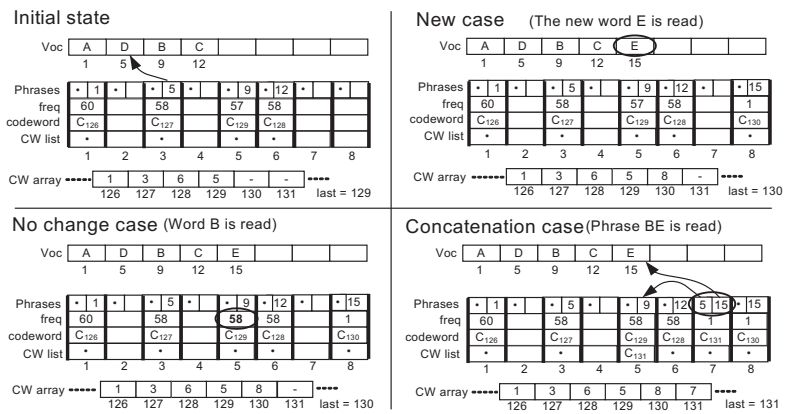 Initial state
Voc A D B C
1 5 9 12
Phrases • 1 • • 5 • • 9 • 12 • •
freq 60 58 57 58
codeword C126 C127 C129 C128
CW list • • • •
1 2 3 4 5 6 7 8
CW array 1 3 6 5 - -
126 127 128 129 130 131 last = 129
New case (The new word E is read)
Voc A D B C E
1 5 9 12 15
Phrases • 1 • • 5 • • 9 • 12 • • 15
freq 60 58 57 58 1
codeword C126 C127 C129 C128 C130
CW list • • • • •
1 2 3 4 5 6 7 8
CW array 1 3 6 5 8 -
126 127 128 129 130 131 last = 130
No change case (Word B is read)
Voc A D B C E
1 5 9 12 15
Phrases • 1 • • 5 • • 9 • 12 • • 15
freq 60 58 58 58 1
codeword C126 C127 C129 C128 C130
CW list • • • • •
1 2 3 4 5 6 7 8
CW array 1 3 6 5 8 -
126 127 128 129 130 131 last = 130
Concatenation case (Phrase BE is read)
Voc A D B C E
1 5 9 12 15
Phrases • 1 • • 5 • • 9 • 12 5 15 • 15
freq 60 58 58 58 1 1
codeword C126 C127 C129 C128 C131 C130
CW list • • C131 • • •
1 2 3 4 5 6 7 8
CW array 1 3 6 5 8 7
126 127 128 129 130 131 last = 131